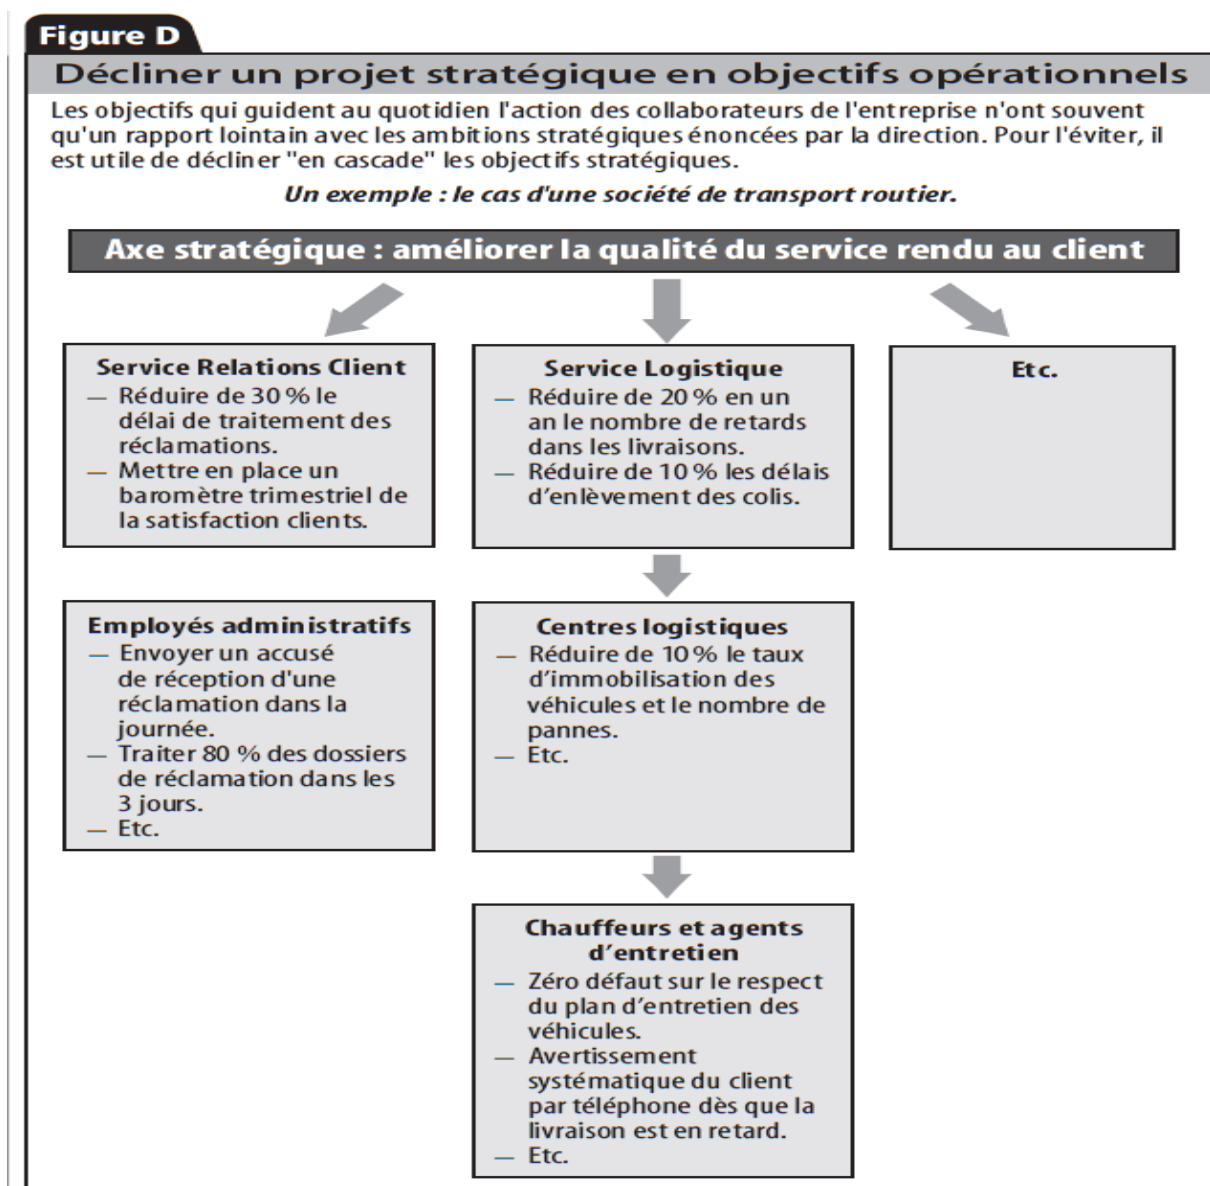 Figure D
Décliner un projet stratégique en objectifs opérationnels
Les objectifs qui guident au quotidien l'action des collaborateurs de l'entreprise n'ont souvent
qu'un rapport lointain avec les ambitions stratégiques énoncées par la direction. Pour l'éviter, il
est utile de décliner "en cascade" les objectifs stratégiques.
Un exemple : le cas d'une société de transport routier.
Axe stratégique : améliorer la qualité du service rendu au client
Service Relations Client
— Réduire de 30 % le
délai de traitement des
réclamations.
— Mettre en place un
baromètre trimestriel de
la satisfaction clients.
Service Logistique
— Réduire de 20 % en un
an le nombre de retards
dans les livraisons.
— Réduire de 10 % les délais
d’enlèvement des colis.
Etc.
Employés administratifs
— Envoyer un accusé
de réception d'une
réclamation dans la
journée.
— Traiter 80 % des dossiers
de réclamation dans les
3 jours.
— Etc.
Centres logistiques
— Réduire de 10 % le taux
d’immobilisation des
véhicules et le nombre de
pannes.
— Etc.
Chauffeurs et agents
d’entretien
— Zéro défaut sur le respect
du plan d’entretien des
véhicules.
— Avertissement
systématique du client
par téléphone dès que la
livraison est en retard.
— Etc.